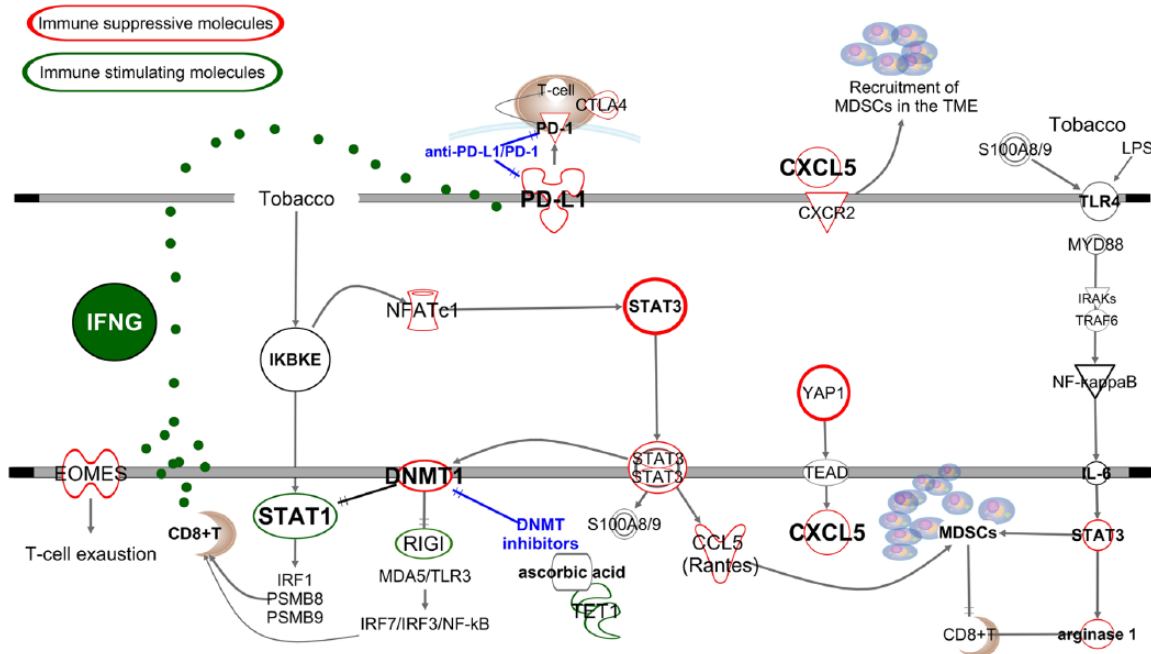 Immune suppressive molecules
Immune stimulating molecules
T-cell
CTLA4
PD-1
anti-PD-L1/PD-1
PD-L1
Recruitment of
MDSCs in the TME
CXCL5
CXCR2
Tobacco
S100A8/9
LPS
TLR4
Tobacco
MYD88
IRAKs
TRAF6
NF-kappaB
IFNG
IKBKE
NFATc1
STAT3
YAP1
EOMES
T-cell exaustion
CD8+T
STAT1
IRF1
PSMB8
PSMB9
DNMT1
RIGI
MDA5/TLR3
IRF7/IRF3/NF-kB
DNMT
inhibitors
ascorbic acid
TET1
STAT3
STAT3
S100A8/9
CCL5
(Rantes)
TEAD
CXCL5
MDSCs
IL-6
STAT3
CD8+T
arginase 1